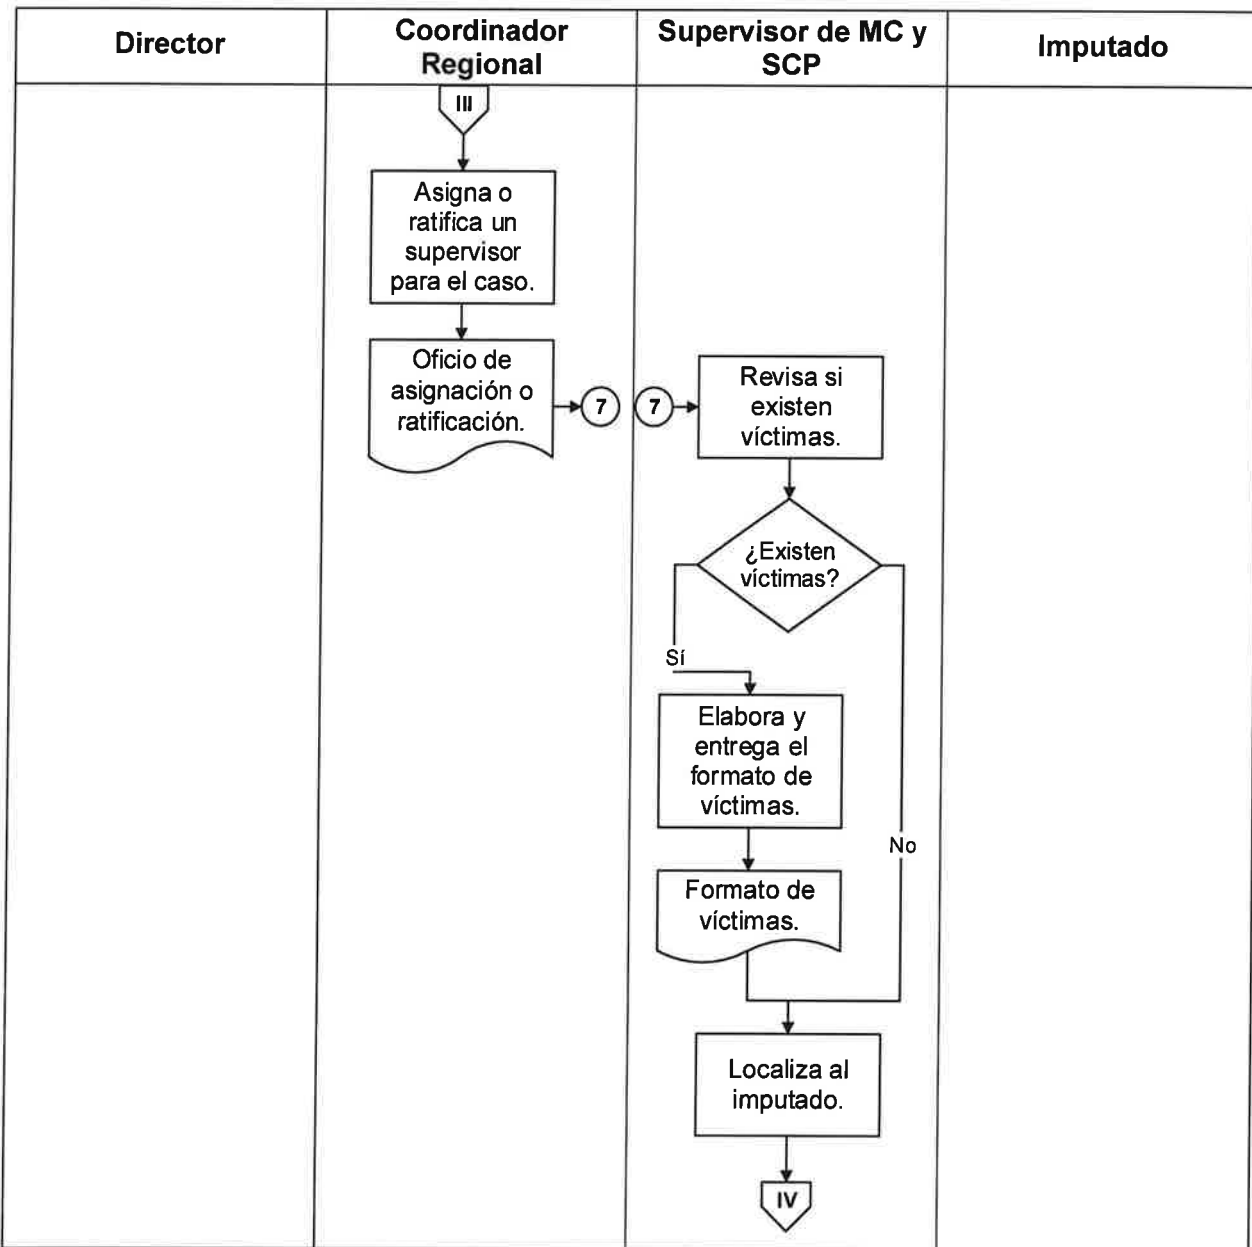 Director
Coordinador
Regional
Supervisor de MC y
SCP
Imputado
III
Asigna o
ratifica un
supervisor
para el caso.
Oficio de
asignación o
ratificación.
7
7
Revisa si
existen
víctimas.
¿Existen
víctimas?
Sí
Elabora y
entrega el
formato de
víctimas.
No
Formato de
víctimas.
Localiza al
imputado.
IV